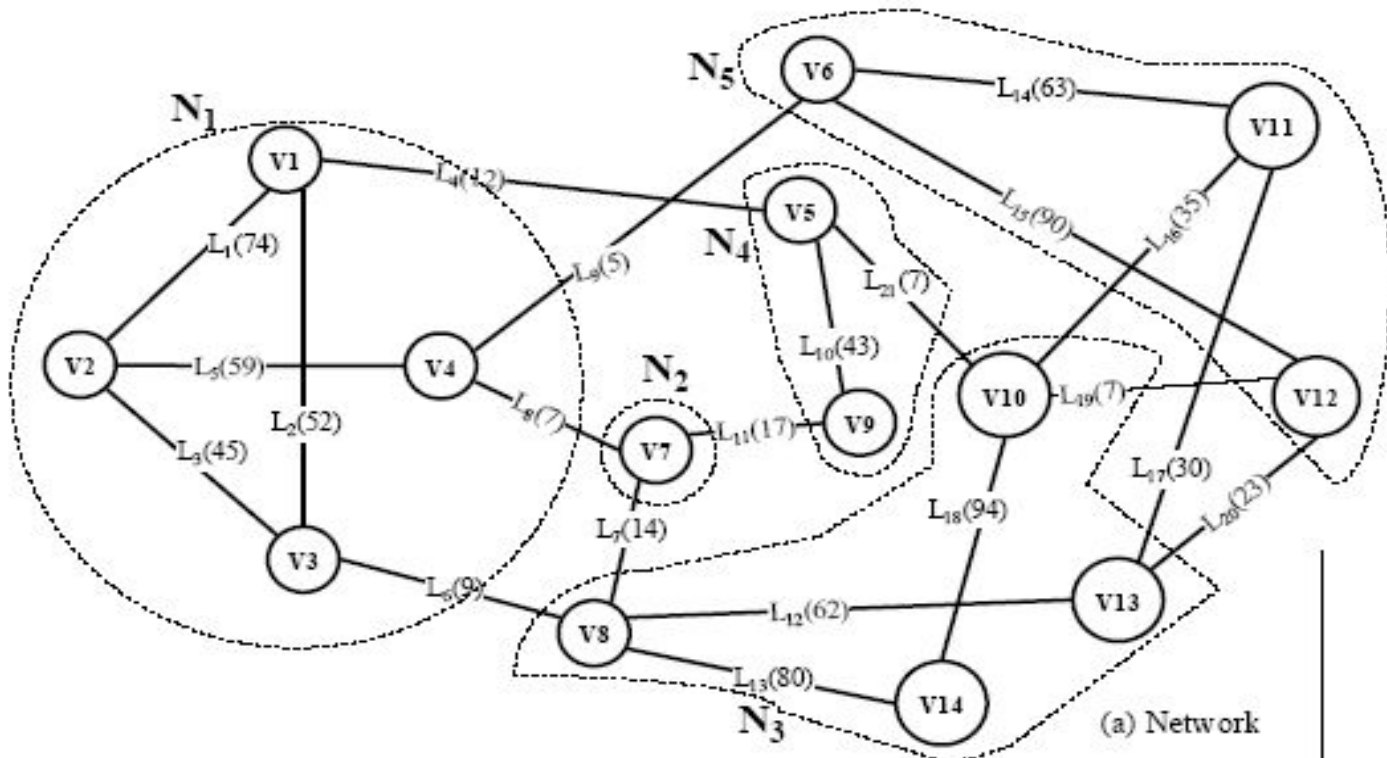 N5
V6
L14(63)
V11
N1
V1
L4(12)
V5
L16(35)
L15(90)
N4
L1(74)
L9(5)
L21(7)
V2
L5(59)
V4
L10(43)
N2
V10
L19(7)
V12
L8(7)
L2(52)
V7
L11(17)
V9
L3(45)
L17(30)
L18(94)
L20(23)
L7(14)
V3
L6(9)
V8
L12(62)
V13
L13(80)
V14
N3
(a) Network